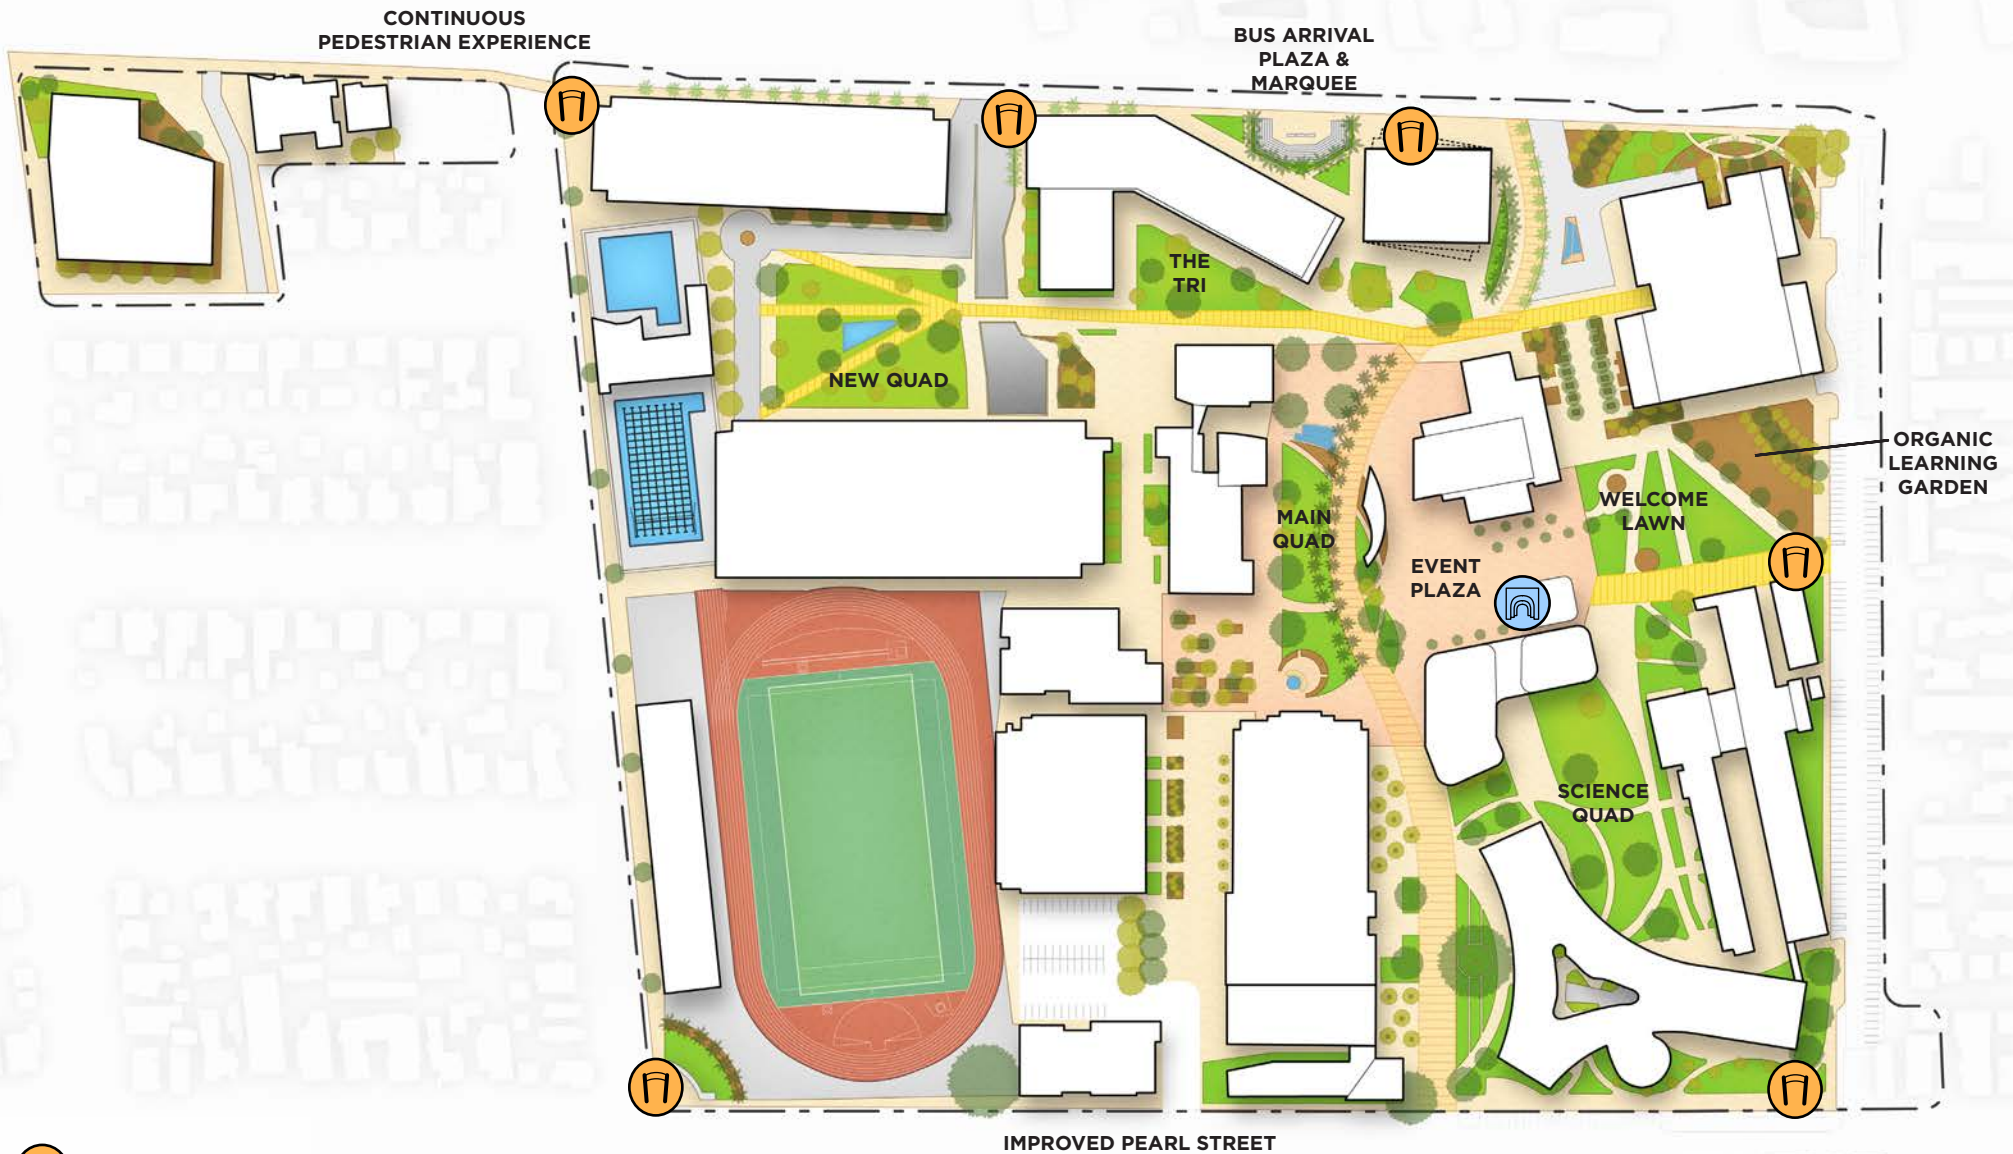 CONTINUOUS
PEDESTRIAN EXPERIENCE
BUS ARRIVAL
PLAZA &
MARQUEE
THE
TRI
NEW QUAD
ORGANIC
LEARNING
GARDEN
WELCOME
LAWN
MAIN
QUAD
EVENT
PLAZA
SCIENCE
QUAD
IMPROVED PEARL STREET